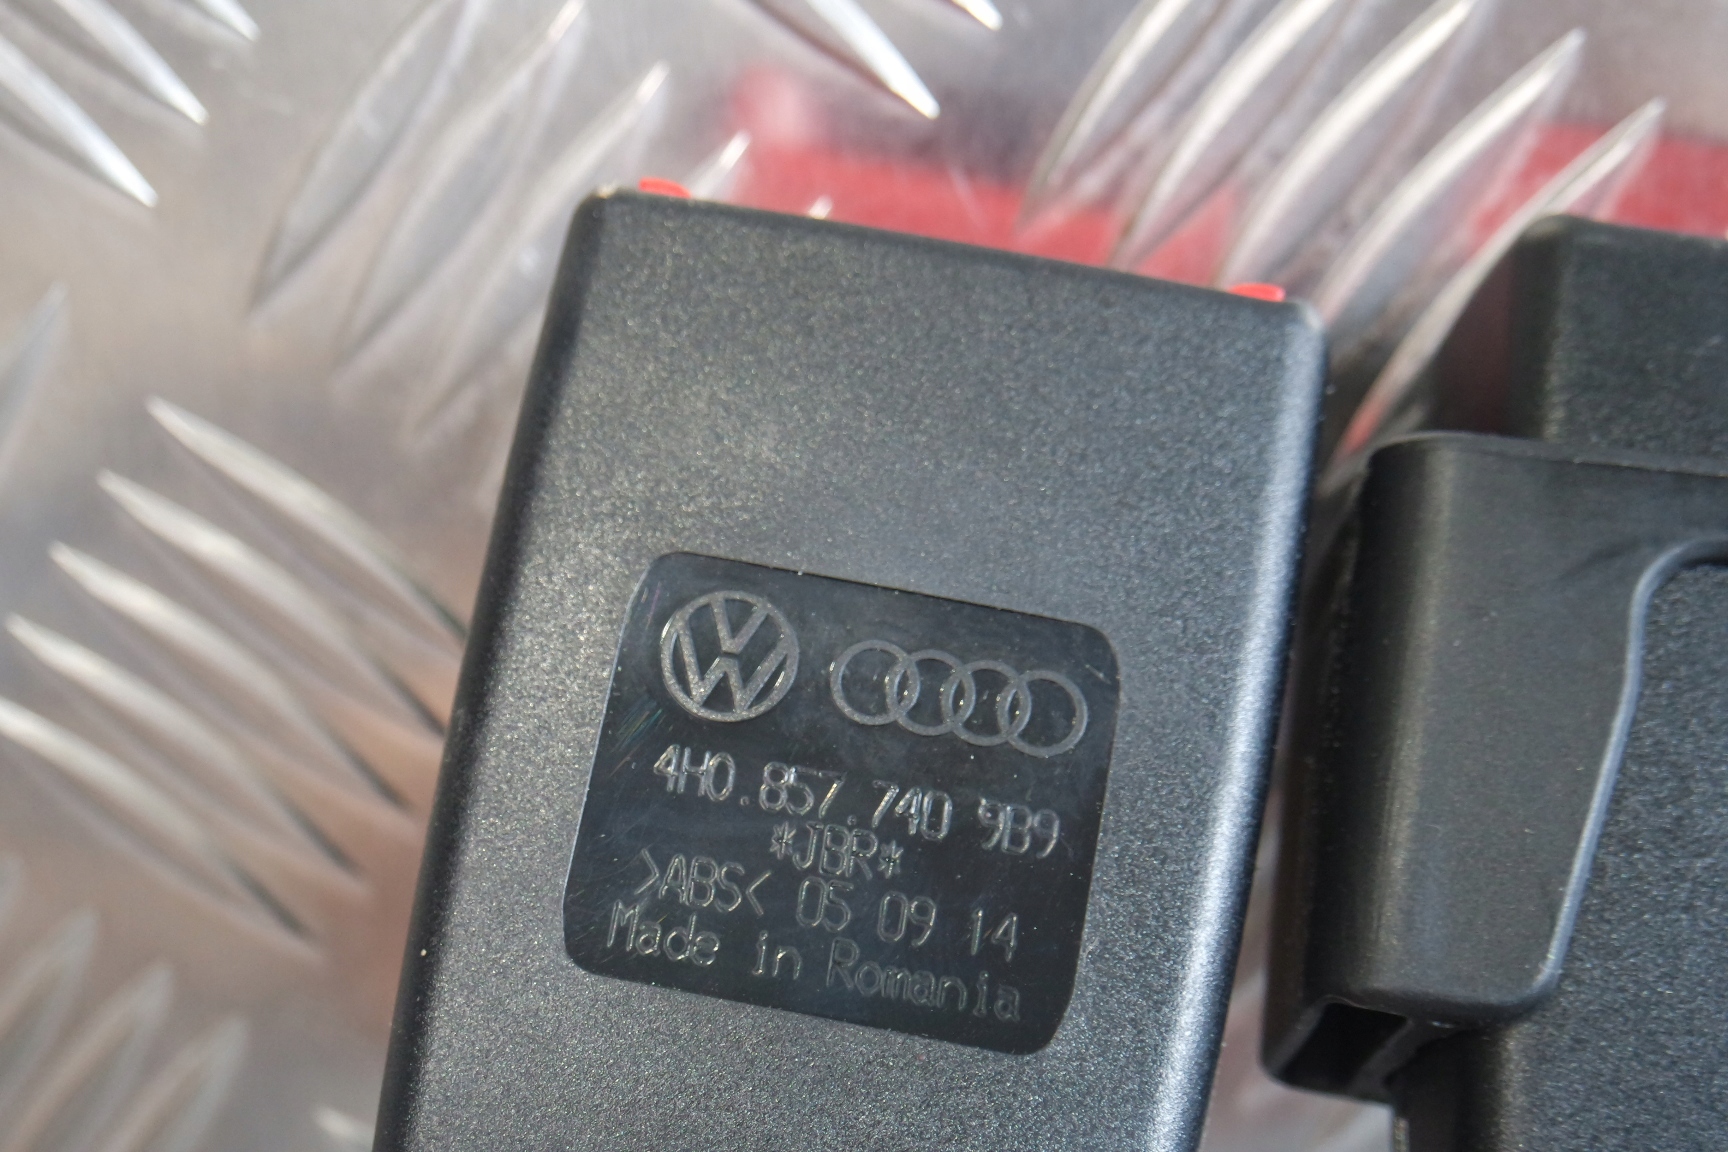 4H0.857.740 9B9
*JBR*
>ABS< 05 09 14
Made in Romania